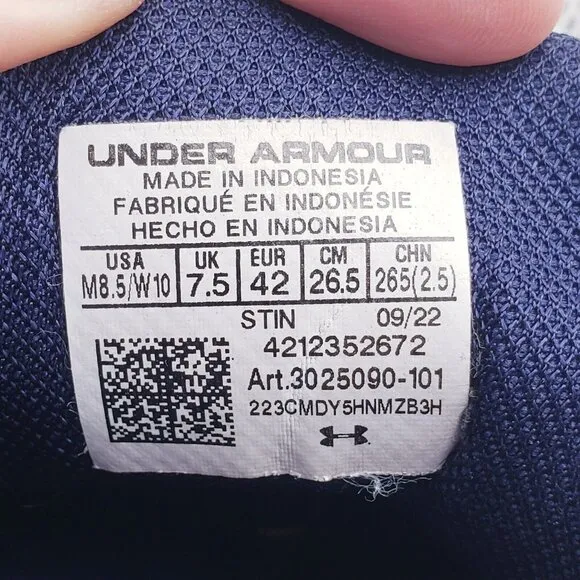 UNDER ARMOUR
MADE IN INDONESIA
FABRIQUÉ EN INDONÉSIE
HECHO EN INDONESIA
USA UK EUR CM CHN
M8.5/W10 7.5 42 26.5 265(2.5)
STIN 09/22
4212352672
Art.3025090-101
223CMDY5HNMZB3H